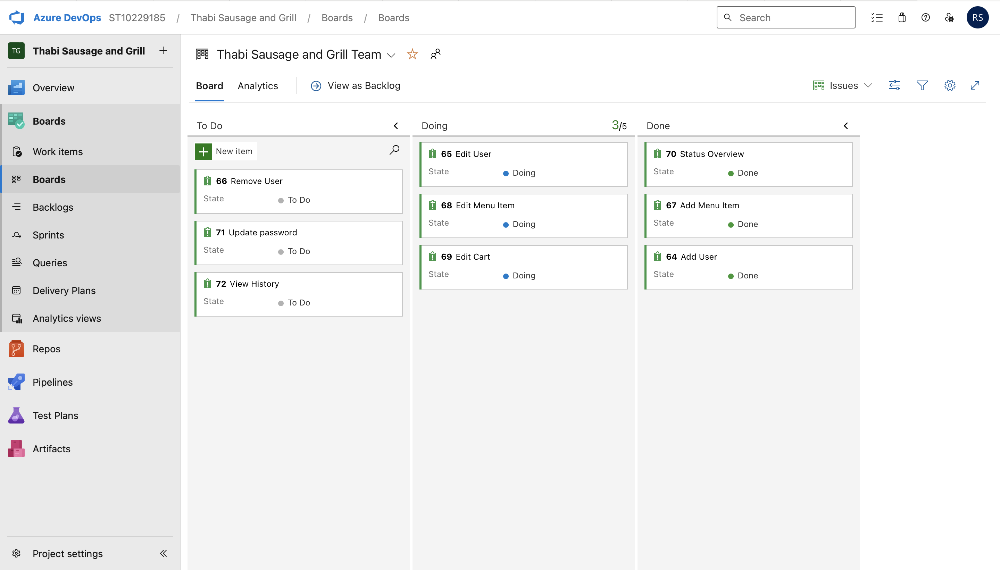 Azure DevOps ST10229185 / Thabi Sausage and Grill / Boards / Boards
Search
RS
TG Thabi Sausage and Grill
Overview
Boards
Work items
Boards
Backlogs
Sprints
Queries
Delivery Plans
Analytics views
Repos
Pipelines
Test Plans
Artifacts
Project settings
Thabi Sausage and Grill Team
Board Analytics View as Backlog
Issues
To Do
New item
66 Remove User
State To Do
71 Update password
State To Do
72 View History
State To Do
Doing 3/5
65 Edit User
State Doing
68 Edit Menu Item
State Doing
69 Edit Cart
State Doing
Done
70 Status Overview
State Done
67 Add Menu Item
State Done
64 Add User
State Done